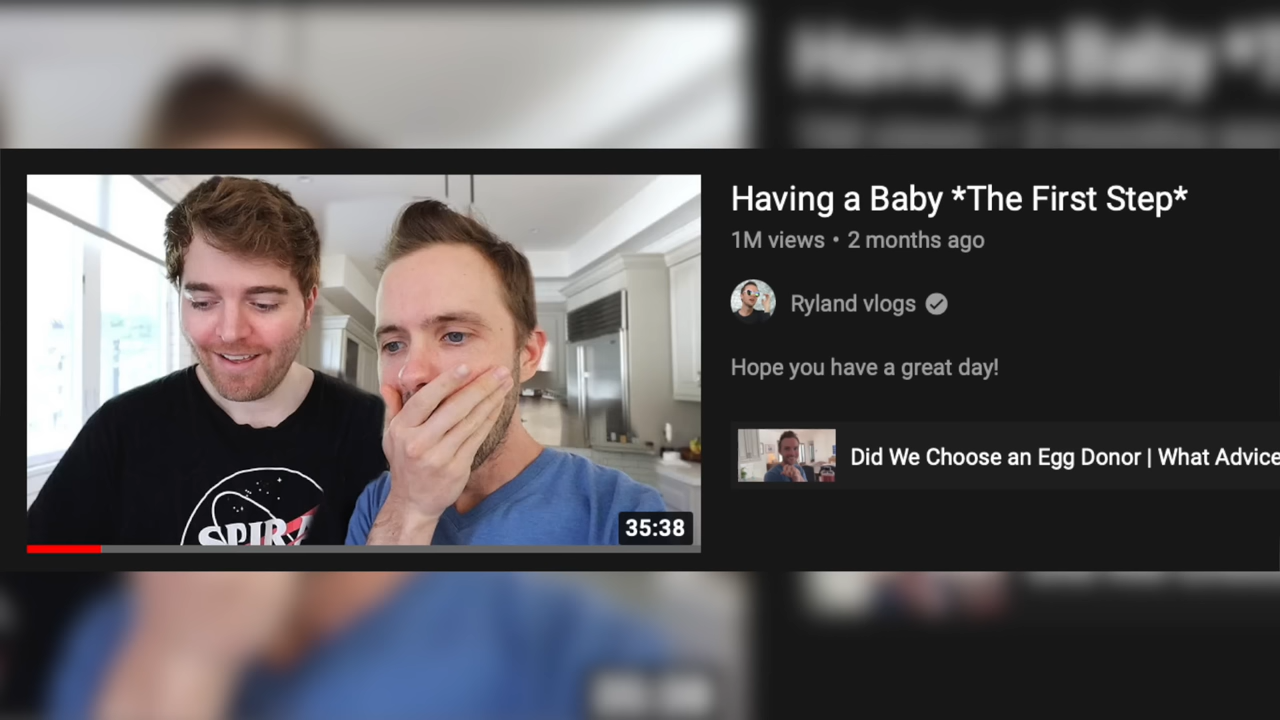 Having a Baby *The First Step*
1M views • 2 months ago
Ryland vlogs
Hope you have a great day!
Did We Choose an Egg Donor | What Advice
35:38